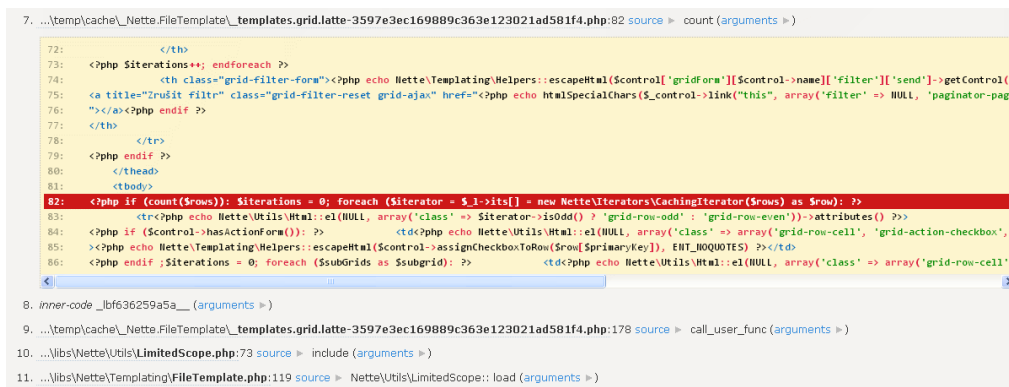 7. ...\temp\cache\_Nette.FileTemplate\_templates.grid.latte-3597e3ec169889c363e123021ad581f4.php:82 source ► count (arguments ►)
72: </th>
73: <?php $iterations++; endforeach ?>
74: <th class="grid-filter-form"><?php echo Nette\Templating\Helpers::escapeHtml($control['gridForm'][$control->name]['filter']['send']->getControl(
75: <a title="Zrušit filtr" class="grid-filter-reset grid-ajax" href="<?php echo htmlSpecialChars($_control->link("this", array('filter' => NULL, 'paginator-pag
76: "></a><?php endif ?>
77: </th>
78: </tr>
79: <?php endif ?>
80: </thead>
81: <tbody>
82: <?php if (count($rows)): $iterations = 0; foreach ($iterator = $_l->its[] = new Nette\Iterators\CachingIterator($rows) as $row): ?>
83: <tr<?php echo Nette\Utils\Html::el(NULL, array('class' => $iterator->isOdd() ? 'grid-row-odd' : 'grid-row-even'))->attributes() ?>>
84: <?php if ($control->hasActionForm()): ?> <td<?php echo Nette\Utils\Html::el(NULL, array('class' => array('grid-row-cell', 'grid-action-checkbox',
85: ><?php echo Nette\Templating\Helpers::escapeHtml($control->assignCheckboxToRow($row[$primaryKey]), ENT_NOQUOTES) ?></td>
86: <?php endif ;$iterations = 0; foreach ($subGrids as $subgrid): ?> <td<?php echo Nette\Utils\Html::el(NULL, array('class' => array('grid-row-cell'
8. inner-code _lbf636259a5a__ (arguments ►)
9. ...\temp\cache\_Nette.FileTemplate\_templates.grid.latte-3597e3ec169889c363e123021ad581f4.php:178 source ► call_user_func (arguments ►)
10. ...\libs\Nette\Utils\LimitedScope.php:73 source ► include (arguments ►)
11. ...\libs\Nette\Templating\FileTemplate.php:119 source ► Nette\Utils\LimitedScope:: load (arguments ►)